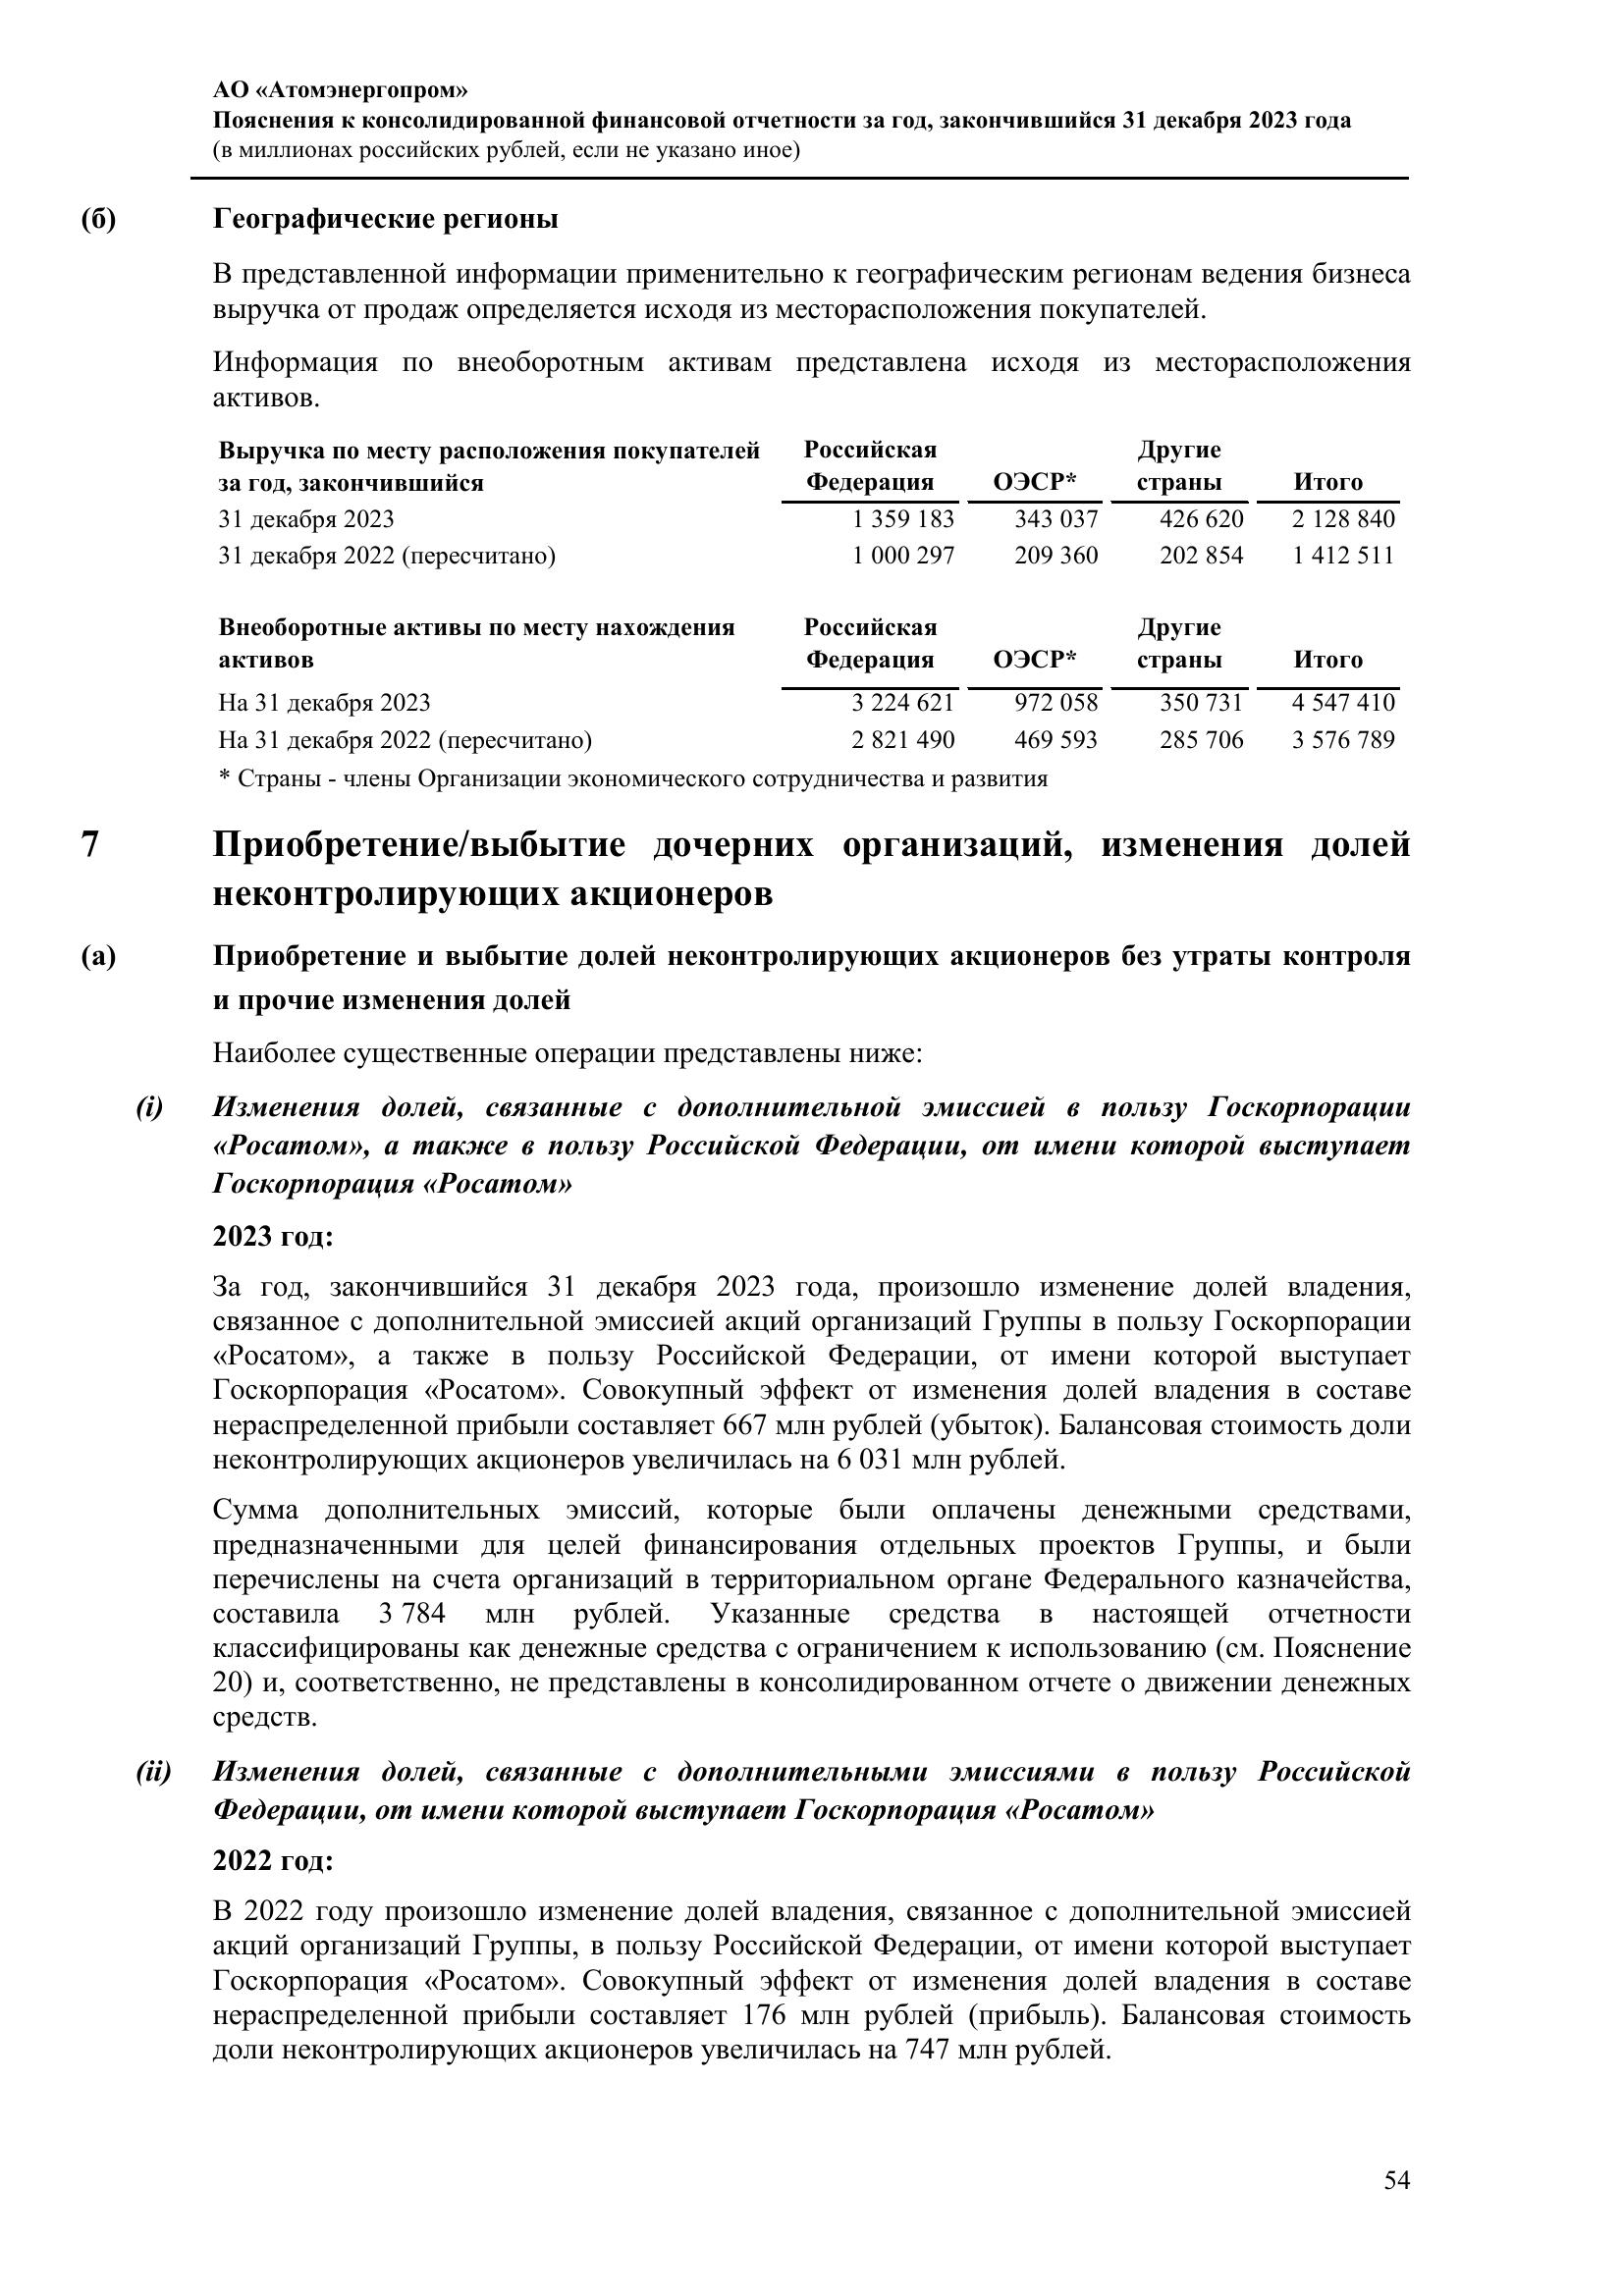 АО «Атомэнергопром»
Пояснения к консолидированной финансовой отчетности за год, закончившийся 31 декабря 2023 года
(в миллионах российских рублей, если не указано иное)
(б) Географические регионы
В представленной информации применительно к географическим регионам ведения бизнеса
выручка от продаж определяется исходя из месторасположения покупателей.
Информация по внеоборотным активам представлена исходя из месторасположения
активов.
Выручка по месту расположения покупателей Российская Другие
за год, закончившийся Федерация ОЭСР* страны Итого
31 декабря 2023 1 359 183 343 037 426 620 2 128 840
31 декабря 2022 (пересчитано) 1 000 297 209 360 202 854 1 412 511
Внеоборотные активы по месту нахождения Российская Другие
активов Федерация ОЭСР* страны Итого
На 31 декабря 2023 3 224 621 972 058 350 731 4 547 410
На 31 декабря 2022 (пересчитано) 2 821 490 469 593 285 706 3 576 789
* Страны - члены Организации экономического сотрудничества и развития
7 Приобретение/выбытие дочерних организаций, изменения долей
неконтролирующих акционеров
(а) Приобретение и выбытие долей неконтролирующих акционеров без утраты контроля
и прочие изменения долей
Наиболее существенные операции представлены ниже:
(i) Изменения долей, связанные с дополнительной эмиссией в пользу Госкорпорации
«Росатом», а также в пользу Российской Федерации, от имени которой выступает
Госкорпорация «Росатом»
2023 год:
За год, закончившийся 31 декабря 2023 года, произошло изменение долей владения,
связанное с дополнительной эмиссией акций организаций Группы в пользу Госкорпорации
«Росатом», а также в пользу Российской Федерации, от имени которой выступает
Госкорпорация «Росатом». Совокупный эффект от изменения долей владения в составе
нераспределенной прибыли составляет 667 млн рублей (убыток). Балансовая стоимость доли
неконтролирующих акционеров увеличилась на 6 031 млн рублей.
Сумма дополнительных эмиссий, которые были оплачены денежными средствами,
предназначенными для целей финансирования отдельных проектов Группы, и были
перечислены на счета организаций в территориальном органе Федерального казначейства,
составила 3 784 млн рублей. Указанные средства в настоящей отчетности
классифицированы как денежные средства с ограничением к использованию (см. Пояснение
20) и, соответственно, не представлены в консолидированном отчете о движении денежных
средств.
(ii) Изменения долей, связанные с дополнительными эмиссиями в пользу Российской
Федерации, от имени которой выступает Госкорпорация «Росатом»
2022 год:
В 2022 году произошло изменение долей владения, связанное с дополнительной эмиссией
акций организаций Группы, в пользу Российской Федерации, от имени которой выступает
Госкорпорация «Росатом». Совокупный эффект от изменения долей владения в составе
нераспределенной прибыли составляет 176 млн рублей (прибыль). Балансовая стоимость
доли неконтролирующих акционеров увеличилась на 747 млн рублей.
54